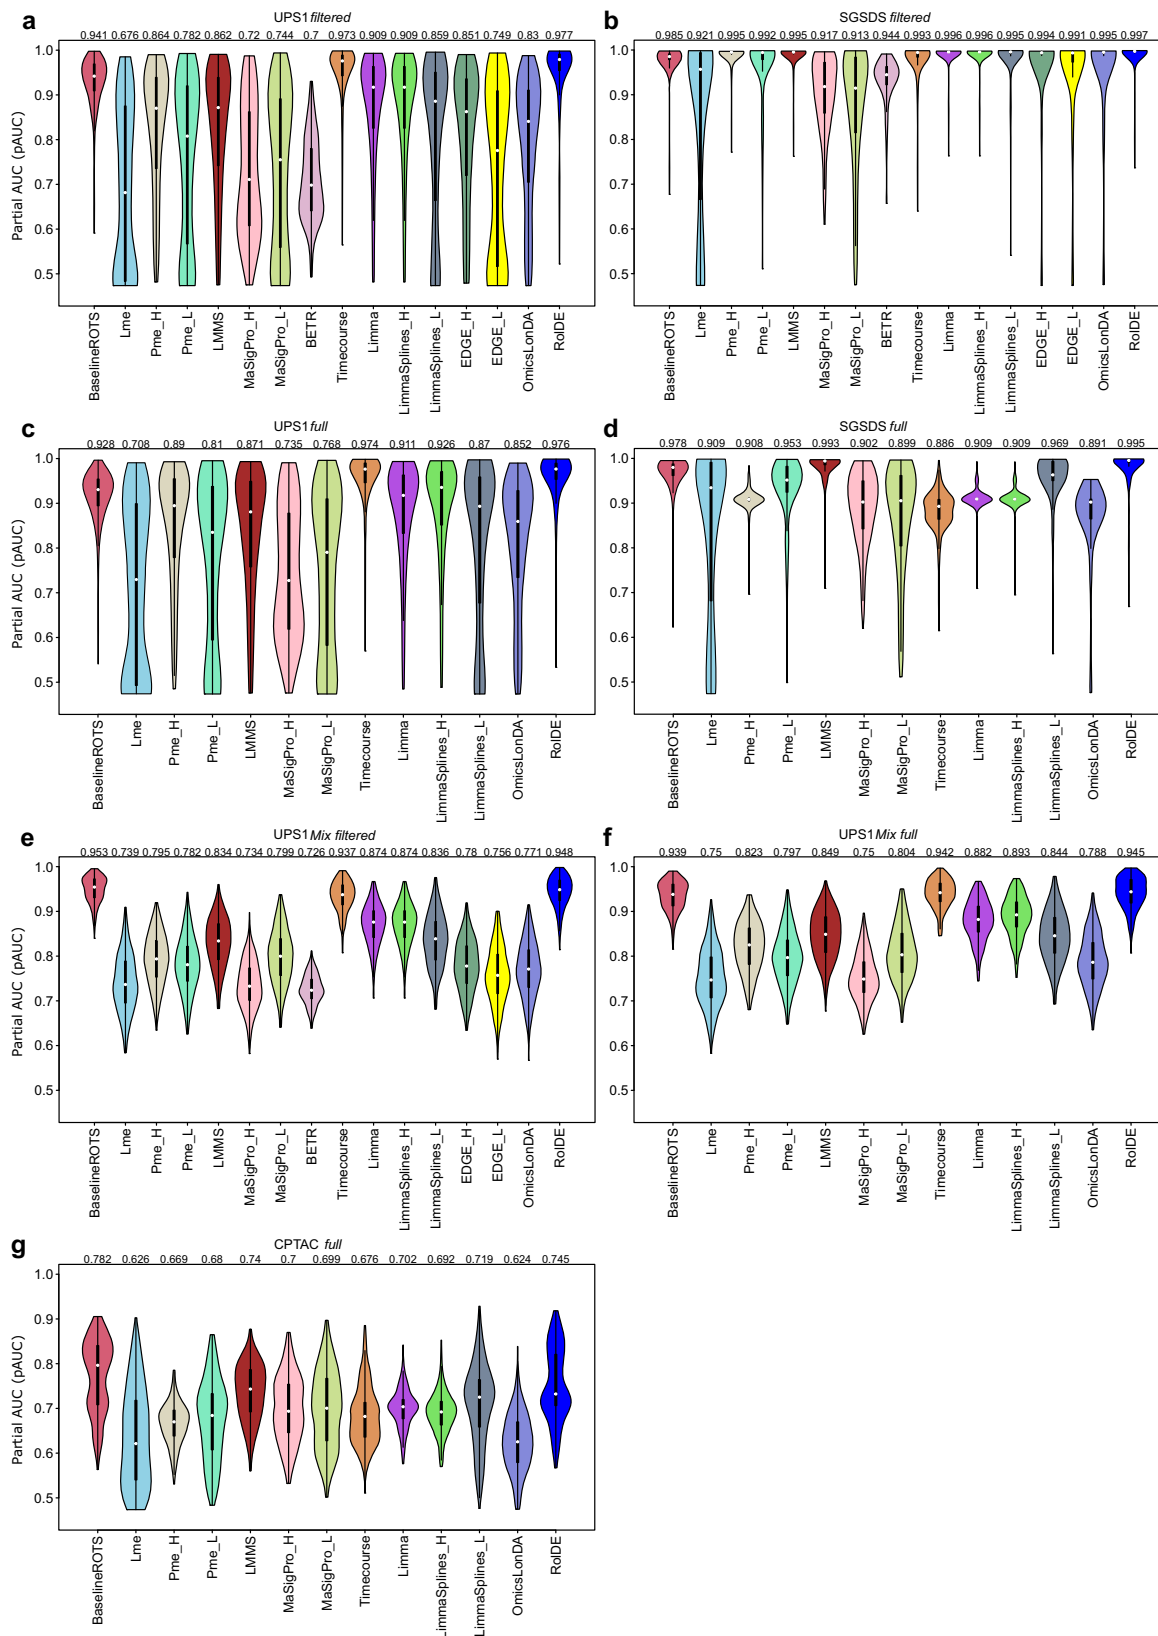 a
UPS1 filtered
0.941 0.676 0.864 0.782 0.862 0.72 0.744 0.7 0.973 0.909 0.909 0.859 0.851 0.749 0.83 0.977
Partial AUC (pAUC)
1.0
0.9
0.8
0.7
0.6
0.5
BaselineROTS
Lme
Pme_H
Pme_L
LMMS
MaSigPro_H
MaSigPro_L
BETR
Timecourse
Limma
LimmaSplines_H
LimmaSplines_L
EDGE_H
EDGE_L
OmicsLonDA
RolDE
b
SGSDS filtered
0.985 0.921 0.995 0.992 0.995 0.917 0.913 0.944 0.993 0.996 0.996 0.995 0.994 0.991 0.995 0.997
1.0
0.9
0.8
0.7
0.6
0.5
BaselineROTS
Lme
Pme_H
Pme_L
LMMS
MaSigPro_H
MaSigPro_L
BETR
Timecourse
Limma
LimmaSplines_H
LimmaSplines_L
EDGE_H
EDGE_L
OmicsLonDA
RolDE
c
UPS1 full
0.928 0.708 0.89 0.81 0.871 0.735 0.768 0.974 0.911 0.926 0.87 0.852 0.976
Partial AUC (pAUC)
1.0
0.9
0.8
0.7
0.6
0.5
BaselineROTS
Lme
Pme_H
Pme_L
LMMS
MaSigPro_H
MaSigPro_L
Timecourse
Limma
LimmaSplines_H
LimmaSplines_L
OmicsLonDA
RolDE
d
SGSDS full
0.978 0.909 0.908 0.953 0.993 0.902 0.899 0.886 0.909 0.909 0.969 0.891 0.995
1.0
0.9
0.8
0.7
0.6
0.5
BaselineROTS
Lme
Pme_H
Pme_L
LMMS
MaSigPro_H
MaSigPro_L
Timecourse
Limma
LimmaSplines_H
LimmaSplines_L
OmicsLonDA
RolDE
e
UPS1 Mix filtered
0.953 0.739 0.795 0.782 0.834 0.734 0.799 0.726 0.937 0.874 0.874 0.836 0.78 0.756 0.771 0.948
Partial AUC (pAUC)
1.0
0.9
0.8
0.7
0.6
0.5
BaselineROTS
Lme
Pme_H
Pme_L
LMMS
MaSigPro_H
MaSigPro_L
BETR
Timecourse
Limma
LimmaSplines_H
LimmaSplines_L
EDGE_H
EDGE_L
OmicsLonDA
RolDE
f
UPS1 Mix full
0.939 0.75 0.823 0.797 0.849 0.75 0.804 0.942 0.882 0.893 0.844 0.788 0.945
1.0
0.9
0.8
0.7
0.6
0.5
BaselineROTS
Lme
Pme_H
Pme_L
LMMS
MaSigPro_H
MaSigPro_L
Timecourse
Limma
LimmaSplines_H
LimmaSplines_L
OmicsLonDA
RolDE
g
CPTAC full
0.782 0.626 0.669 0.68 0.74 0.7 0.699 0.676 0.702 0.692 0.719 0.624 0.745
Partial AUC (pAUC)
1.0
0.9
0.8
0.7
0.6
0.5
BaselineROTS
Lme
Pme_H
Pme_L
LMMS
MaSigPro_H
MaSigPro_L
Timecourse
Limma
LimmaSplines_H
LimmaSplines_L
OmicsLonDA
RolDE